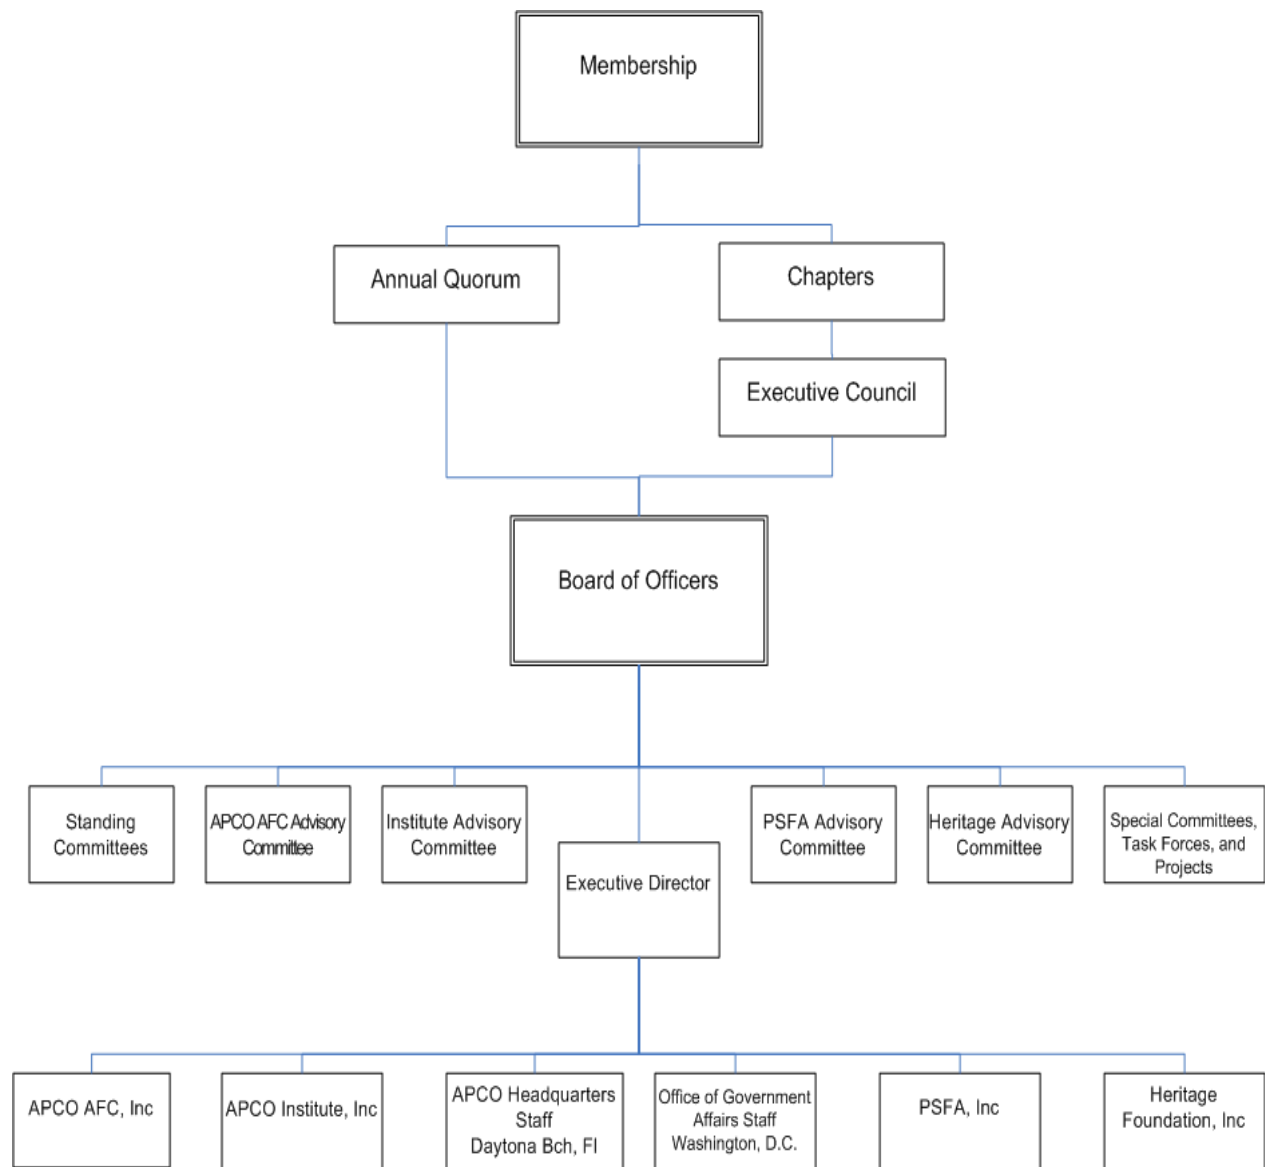 Membership
Annual Quorum
Chapters
Executive Council
Board of Officers
Standing
Committees
APCO AFC Advisory
Committee
Institute Advisory
Committee
Executive Director
PSFA Advisory
Committee
Heritage Advisory
Committee
Special Committees,
Task Forces, and
Projects
APCO AFC, Inc
APCO Institute, Inc
APCO Headquarters
Staff
Daytona Bch, Fl
Office of Government
Affairs Staff
Washington, D.C.
PSFA, Inc
Heritage
Foundation, Inc